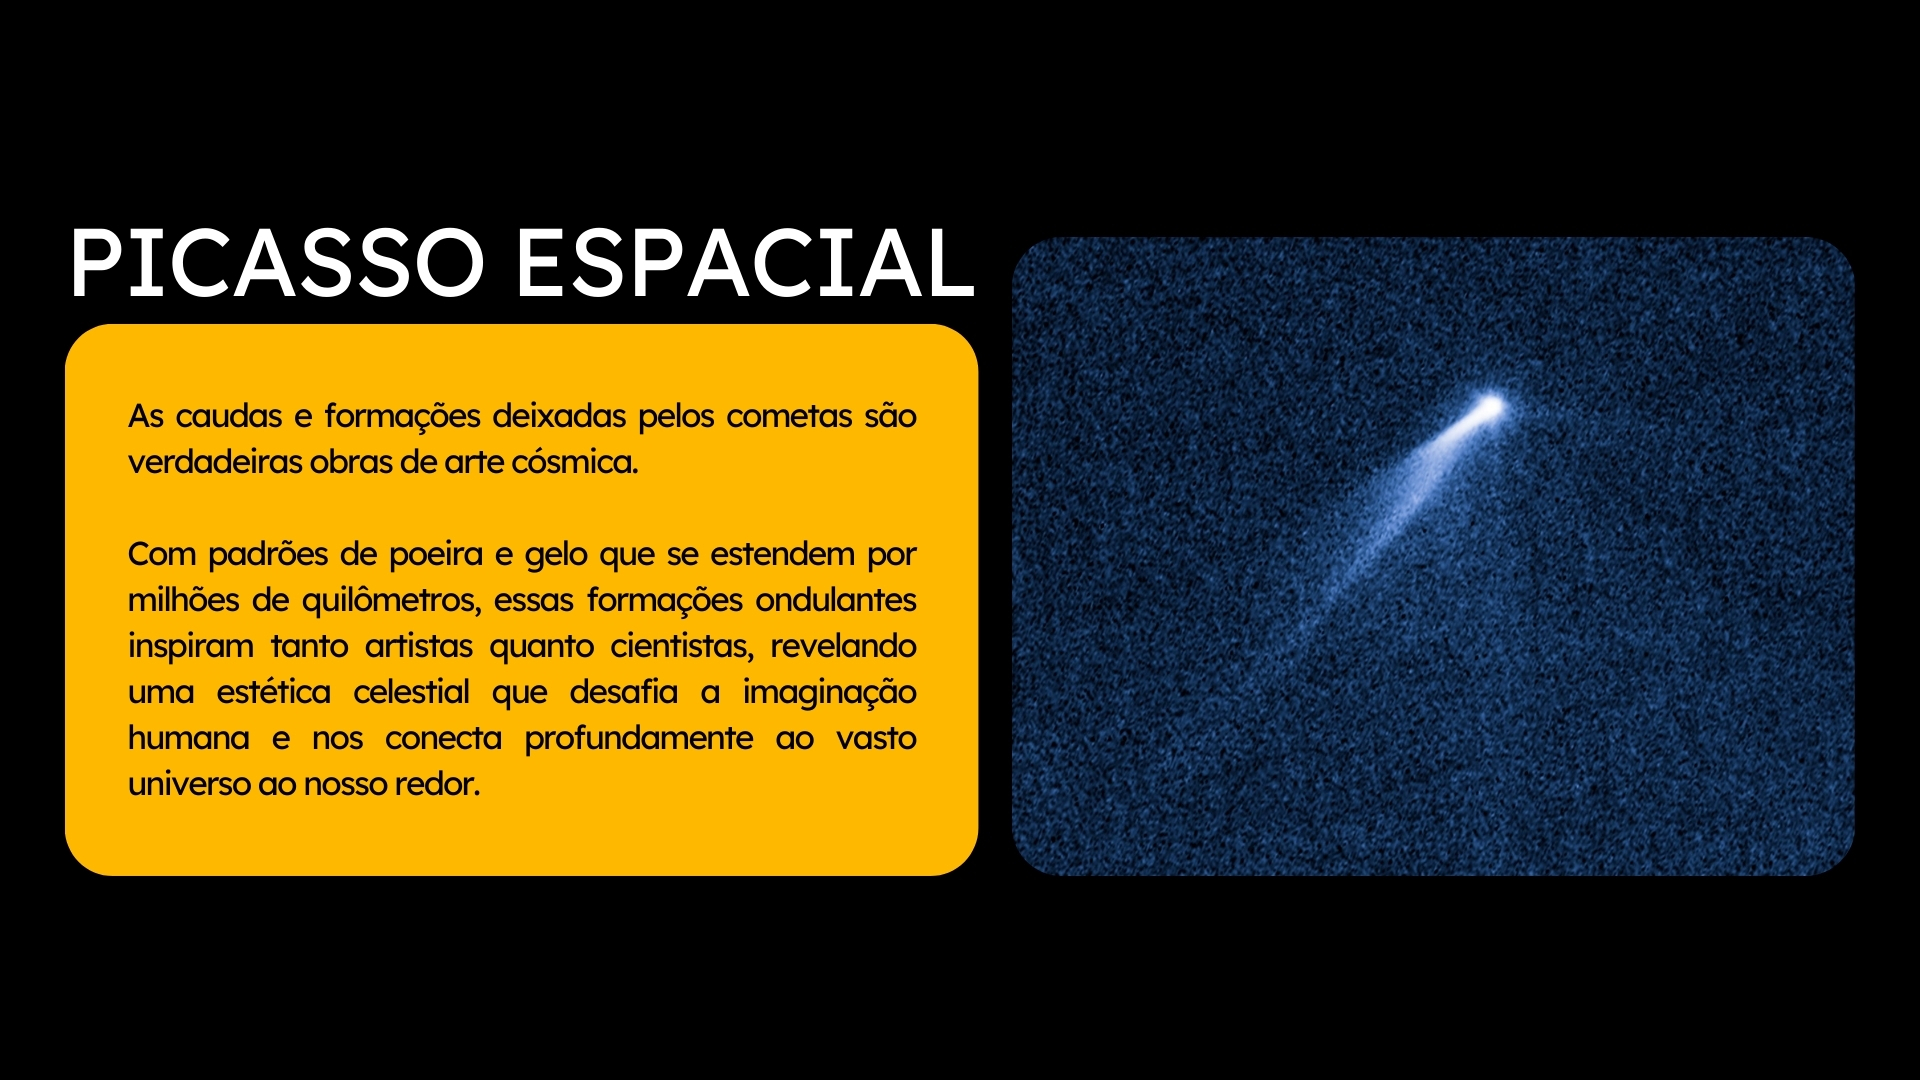 PICASSO ESPACIAL
As caudas e formações deixadas pelos cometas são
verdadeiras obras de arte cósmica.
Com padrões de poeira e gelo que se estendem por
milhões de quilômetros, essas formações ondulantes
inspiram tanto artistas quanto cientistas, revelando
uma estética celestial que desafia a imaginação
humana e nos conecta profundamente ao vasto
universo ao nosso redor.